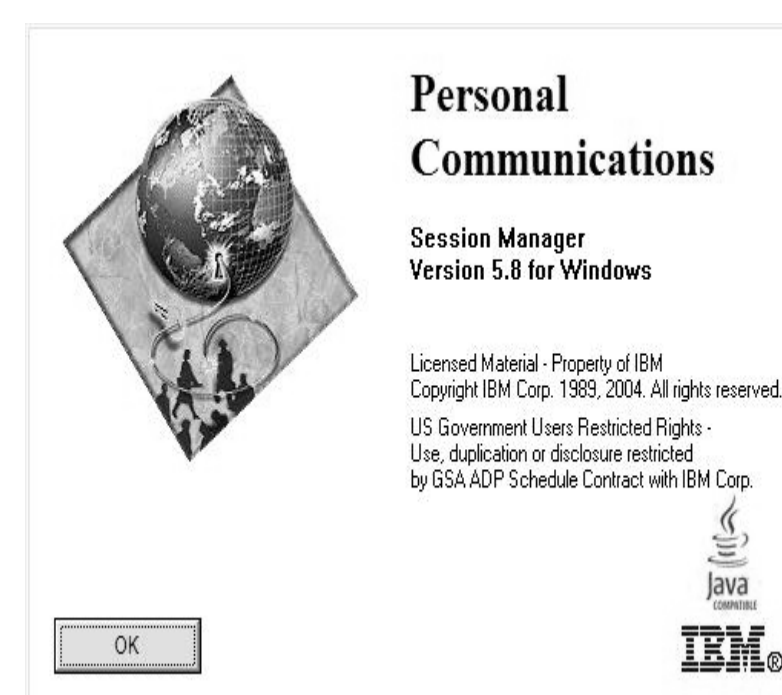 Personal
Communications
Session Manager
Version 5.8 for Windows
Licensed Material - Property of IBM
Copyright IBM Corp. 1989, 2004. All rights reserved.
US Government Users Restricted Rights -
Use, duplication or disclosure restricted
by GSA ADP Schedule Contract with IBM Corp.
Java
COMPATIBLE
OK
IBM®